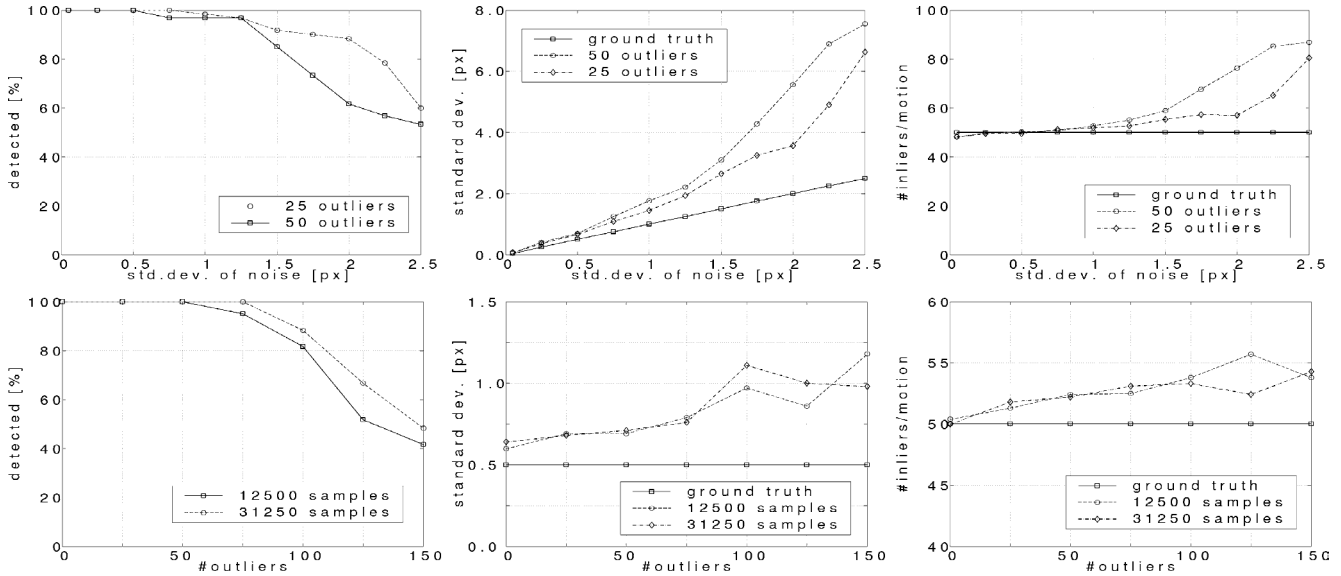 100
80
60
40
20
0
detected [%]
25 outliers
50 outliers
0 0.5 1 1.5 2 2.5
std.dev. of noise [px]
8.0
6.0
4.0
2.0
0.0
standard dev. [px]
ground truth
50 outliers
25 outliers
0 0.5 1 1.5 2 2.5
std.dev. of noise [px]
100
80
60
40
20
0
#inliers/motion
ground truth
50 outliers
25 outliers
0 0.5 1 1.5 2 2.5
std.dev. of noise [px]
100
80
60
40
20
0
detected [%]
12500 samples
31250 samples
0 50 100 150
#outliers
1.5
1.0
0.5
0.0
standard dev. [px]
ground truth
12500 samples
31250 samples
0 50 100 150
#outliers
60
55
50
45
40
#inliers/motion
ground truth
12500 samples
31250 samples
0 50 100 150
#outliers